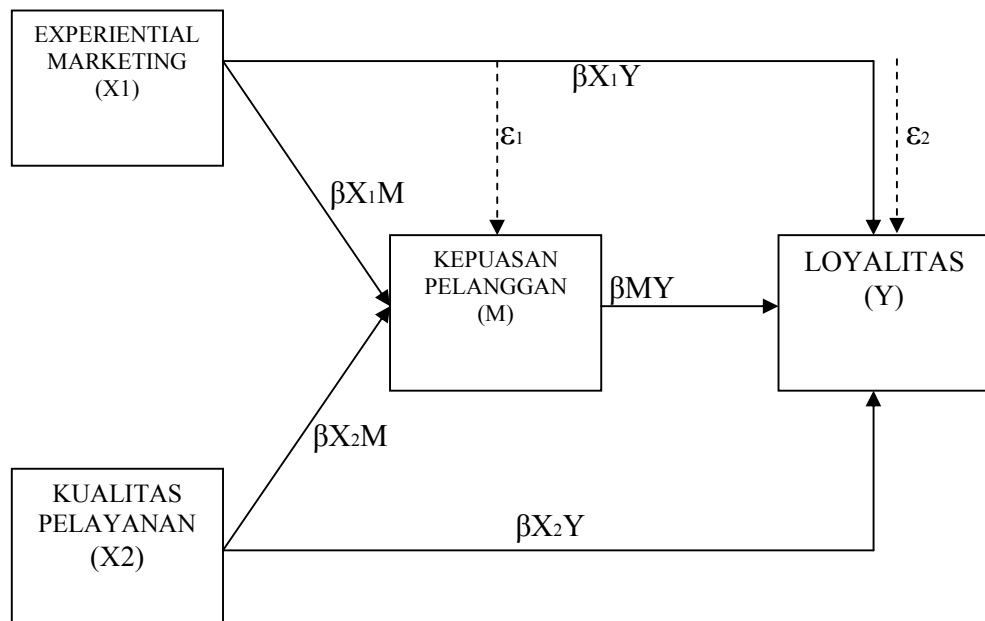 EXPERIENTIAL
MARKETING
(X1)
βX₁Y
ε₁
ε₂
βX₁M
KEPUASAN
PELANGGAN
(M)
βMY
LOYALITAS
(Y)
βX₂M
KUALITAS
PELAYANAN
(X2)
βX₂Y